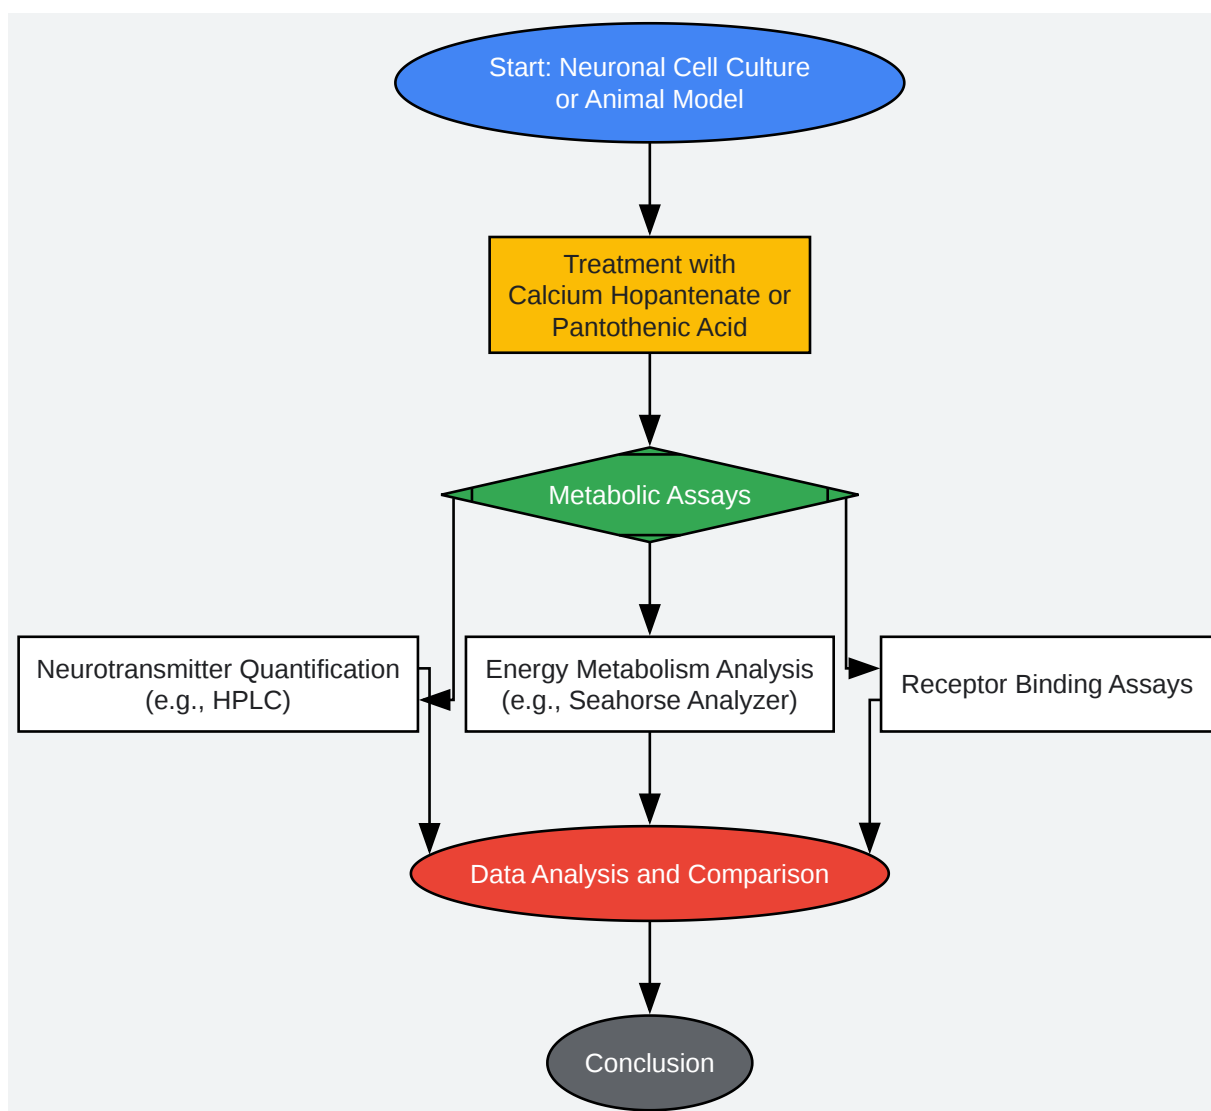 Start: Neuronal Cell Culture
or Animal Model
Treatment with
Calcium Hopantenate or
Pantothenic Acid
Metabolic Assays
Neurotransmitter Quantification
(e.g., HPLC)
Energy Metabolism Analysis
(e.g., Seahorse Analyzer)
Receptor Binding Assays
Data Analysis and Comparison
Conclusion